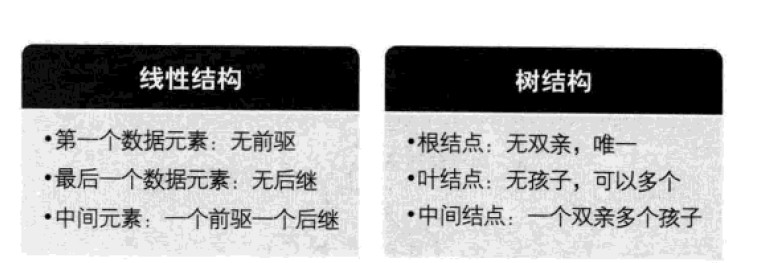 线性结构
•第一个数据元素：无前驱
•最后一个数据元素：无后继
•中间元素：一个前驱一个后继
树结构
•根结点：无双亲，唯一
•叶结点：无孩子，可以多个
•中间结点：一个双亲多个孩子